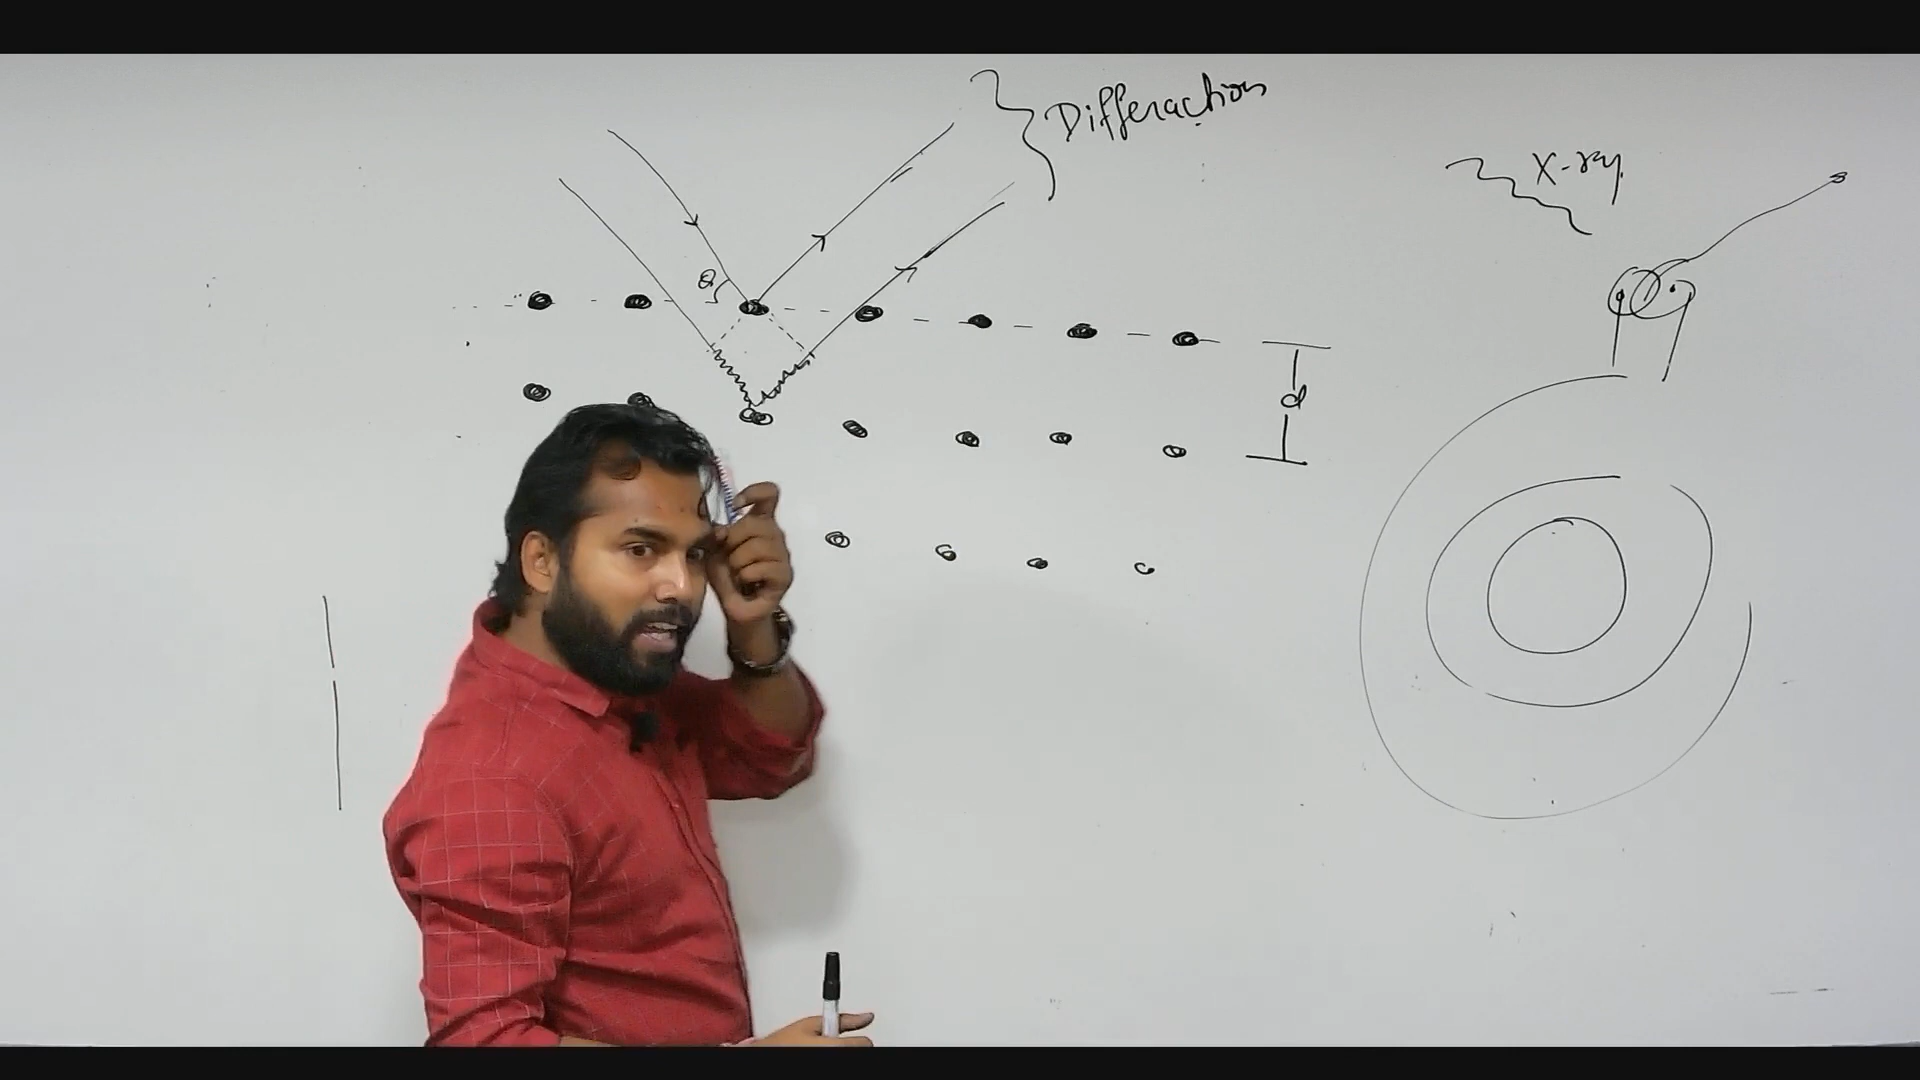 Differaction
X-ray
θ
d